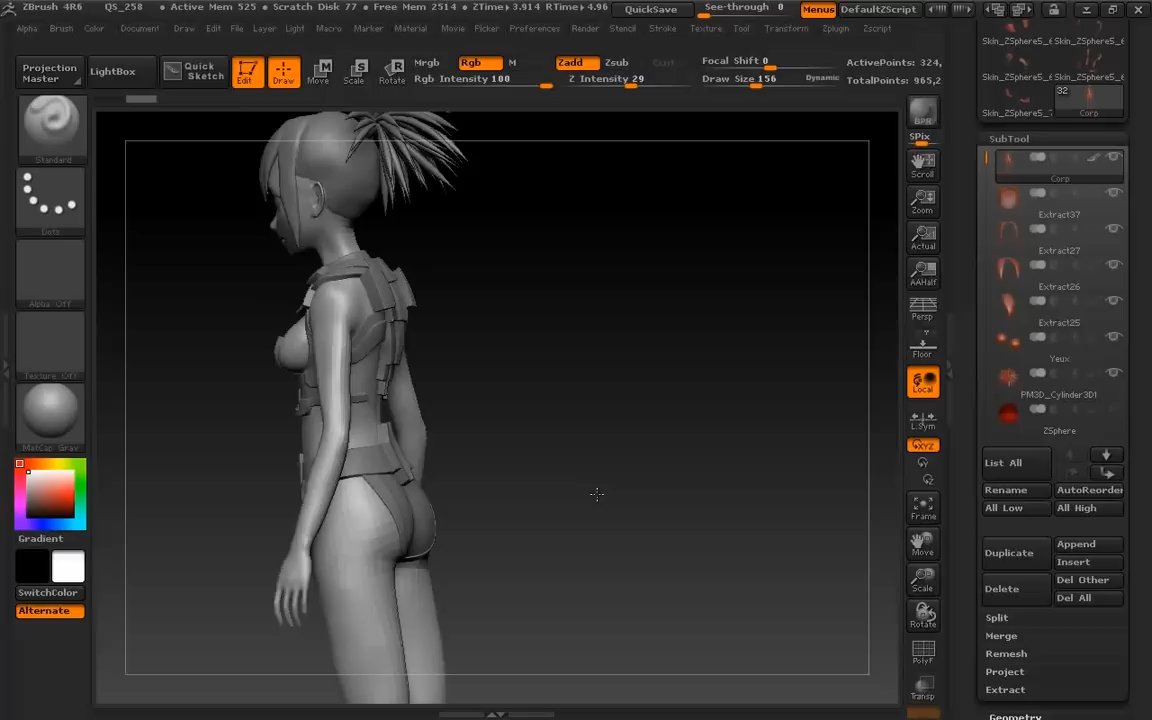 ZBrush 4R6 QS_258 • Active Mem 525 • Scratch Disk 77 • Free Mem 2514 • ZTime▸3.914 RTime▸4.96 QuickSave See-through 0 Menus DefaultZScript
Alpha Brush Color Document Draw Edit File Layer Light Macro Marker Material Movie Picker Preferences Render Stencil Stroke Texture Tool Transform Zplugin Zscript
Projection Master
LightBox
Quick Sketch
Edit
Draw
Move
Scale
Rotate
Mrgb Rgb M
Rgb Intensity 100
Zadd Zsub
Z Intensity 29
Focal Shift 0
Draw Size 156 Dynamic
ActivePoints: 324,
TotalPoints: 965,2
Standard
Dots
Alpha Off
Texture Off
MatCap Gray
Gradient
SwitchColor
Alternate
BPR
SPix
Scroll
Zoom
Actual
AAHalf
Persp
Floor
Local
L.Sym
XYZ
Frame
Move
Scale
Rotate
PolyF
Transp
32
Corp
SubTool
Corp
Extract37
Extract27
Extract26
Extract25
Yeux
PM3D_Cylinder3D1
ZSphere
List All
Rename AutoReorder
All Low All High
Duplicate
Append
Insert
Delete
Del Other
Del All
Split
Merge
Remesh
Project
Extract
Geometry